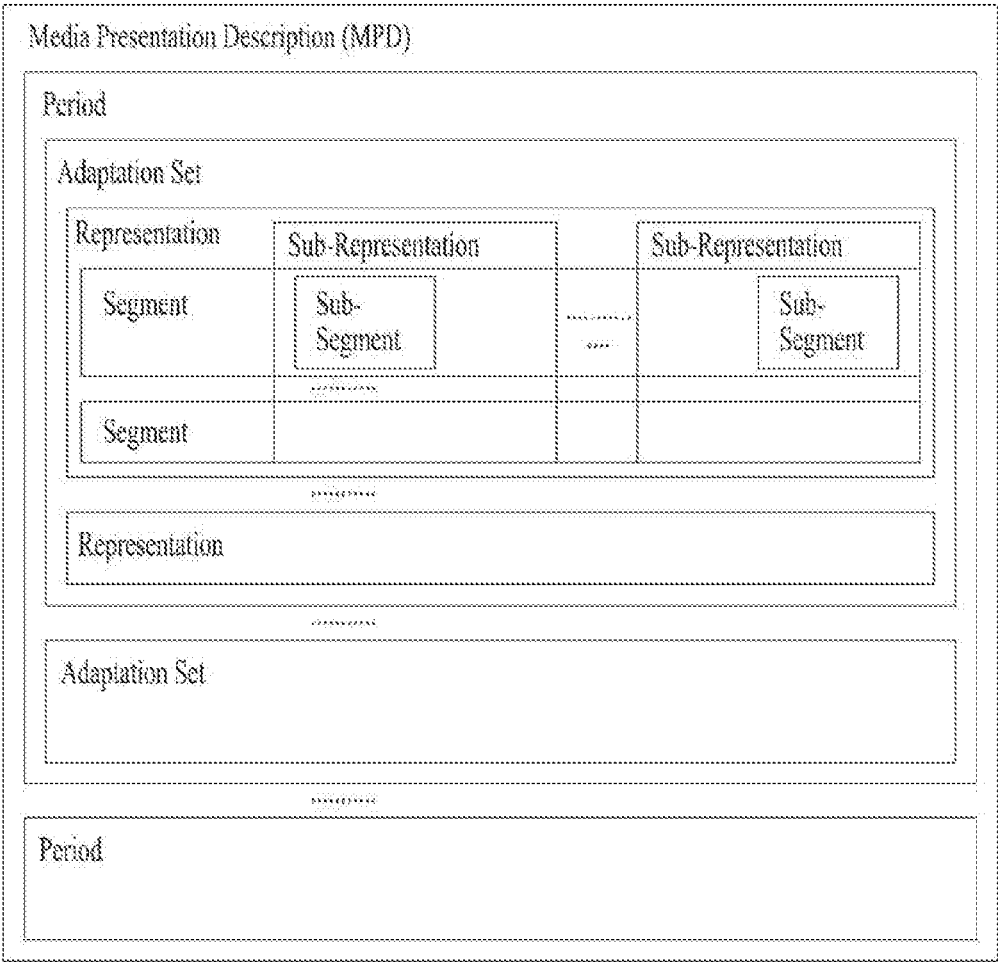 Media Presentation Description (MPD)
Period
Adaptation Set
Representation
Sub-Representation
Sub-Representation
Segment
Sub-
Segment
..........
....
Sub-
Segment
..........
Segment
..........
Representation
..........
Adaptation Set
..........
Period